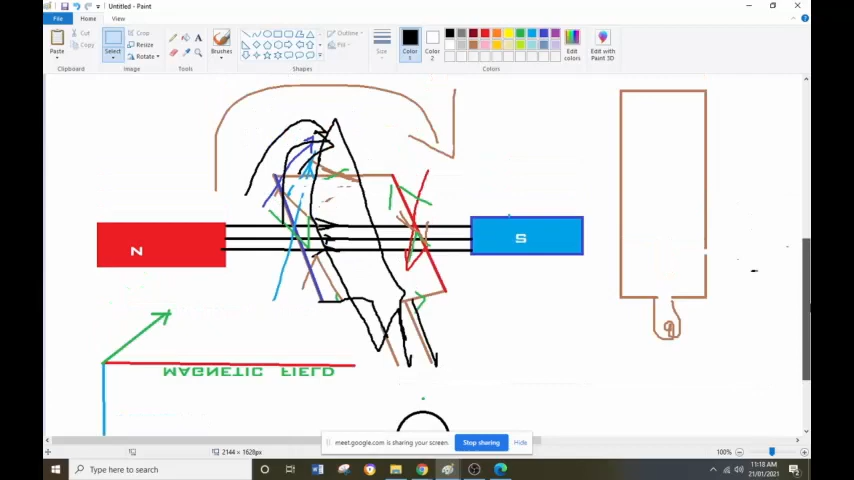 Untitled - Paint
File
Home
View
Paste
Cut
Copy
Clipboard
Select
Crop
Resize
Rotate
Image
Tools
Brushes
Shapes
Outline
Fill
Size
Color 1
Color 2
Colors
Edit colors
Edit with Paint 3D
N
S
MAGNETIC FIELD
meet.google.com is sharing your screen.
Stop sharing
Hide
2144 × 1628px
100%
Type here to search
11:18 AM
21/01/2021